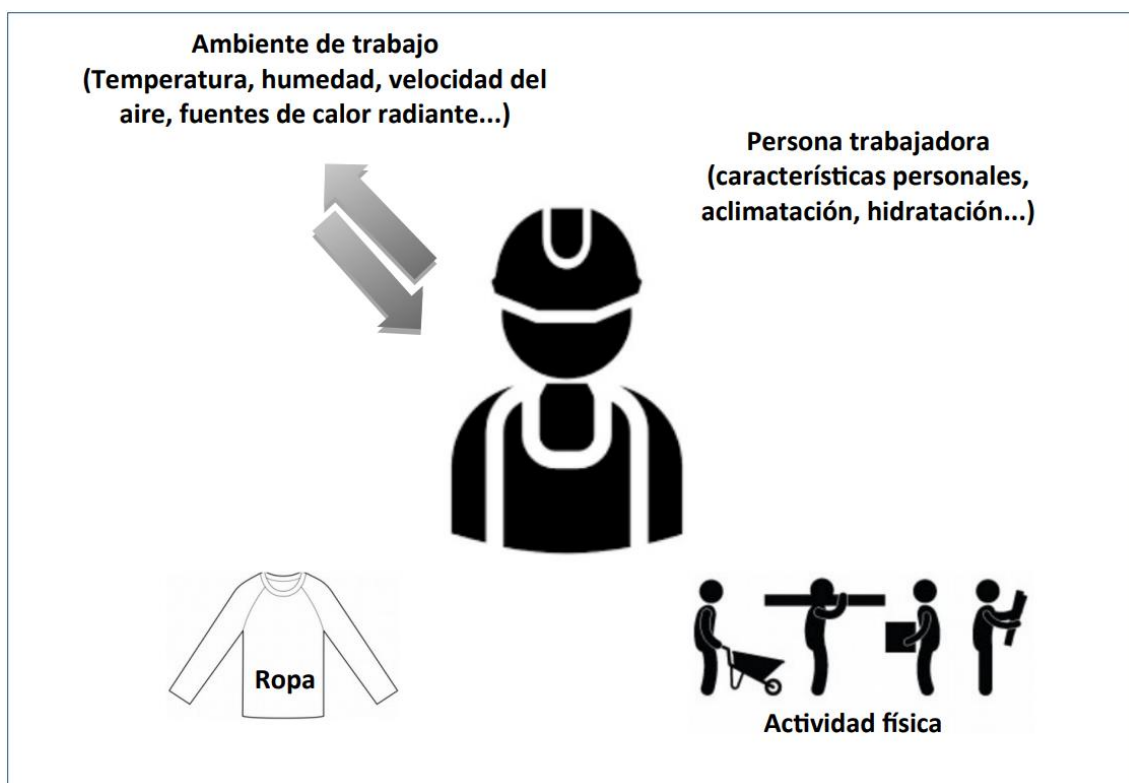 Ambiente de trabajo
(Temperatura, humedad, velocidad del
aire, fuentes de calor radiante...)
Persona trabajadora
(características personales,
aclimatación, hidratación...)
Ropa
Actividad física